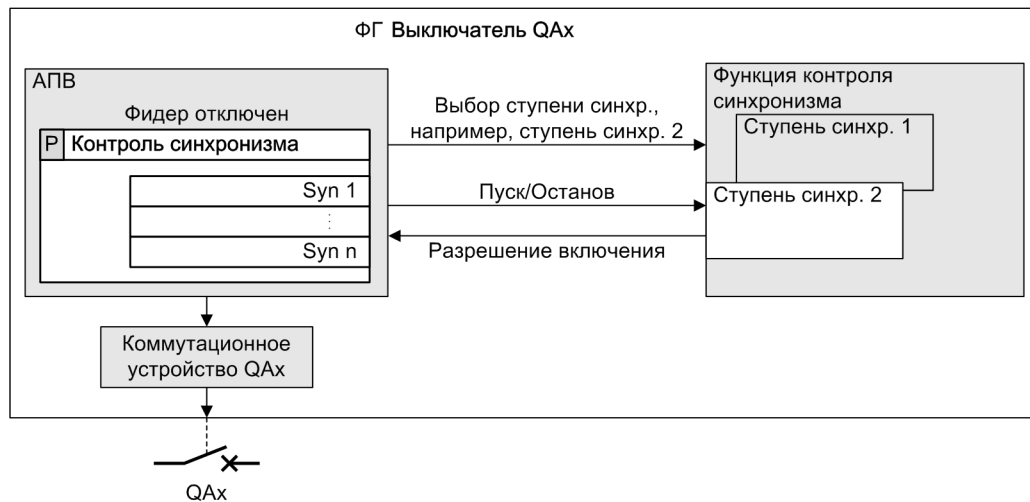 ФГ Выключатель QAx
АПВ
Фидер отключен
P Контроль синхронизма
Syn 1
⋮
Syn n
Выбор ступени синхр.,
например, ступень синхр. 2
Пуск/Останов
Разрешение включения
Функция контроля
синхронизма
Ступень синхр. 1
Ступень синхр. 2
Коммутационное
устройство QAx
QAx